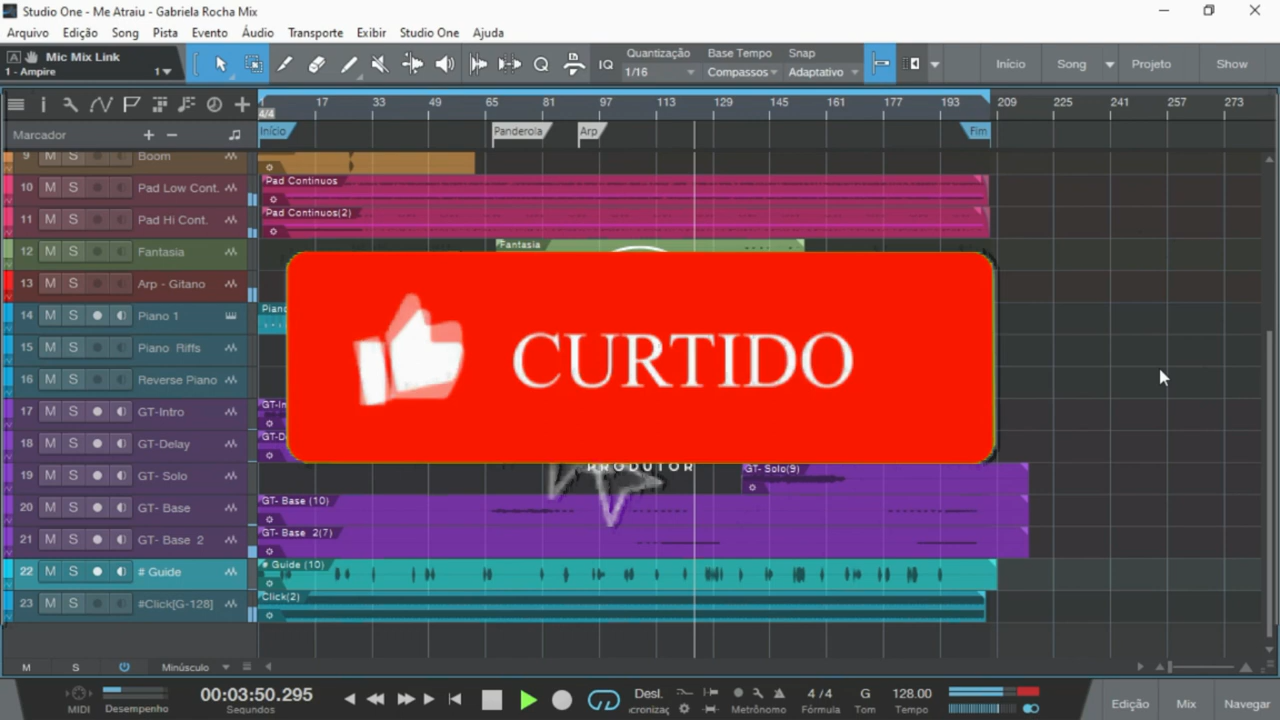 Studio One - Me Atraiu - Gabriela Rocha Mix
Arquivo Edição Song Pista Evento Áudio Transporte Exibir Studio One Ajuda
A Mic Mix Link
1 - Ampire 1
IQ
Quantização Base Tempo Snap
1/16 Compassos Adaptativo
Início Song Projeto Show
17 33 49 65 81 97 113 129 145 161 177 193 209 225 241 257 273
4/4
Marcador
Início Panderola Arp Fim
9 M S Boom
10 M S Pad Low Cont. Pad Continuos
11 M S Pad Hi Cont. Pad Continuos(2)
12 M S Fantasia Fantasia
13 M S Arp - Gitano
14 M S Piano 1
15 M S Piano Riffs
16 M S Reverse Piano
CURTIDO
17 M S GT-Intro
18 M S GT-Delay
PRODUTOR
19 M S GT- Solo GT- Solo(9)
20 M S GT- Base GT- Base (10)
21 M S GT- Base 2 GT- Base 2(7)
22 M S # Guide # Guide (10)
23 M S #Click[G-128] Click(2)
M S Minúsculo
MIDI Desempenho
00:03:50.295
Segundos
Desl.
Metrônomo
4 / 4
Fórmula
G
Tom
128.00
Tempo
Edição Mix Navegar